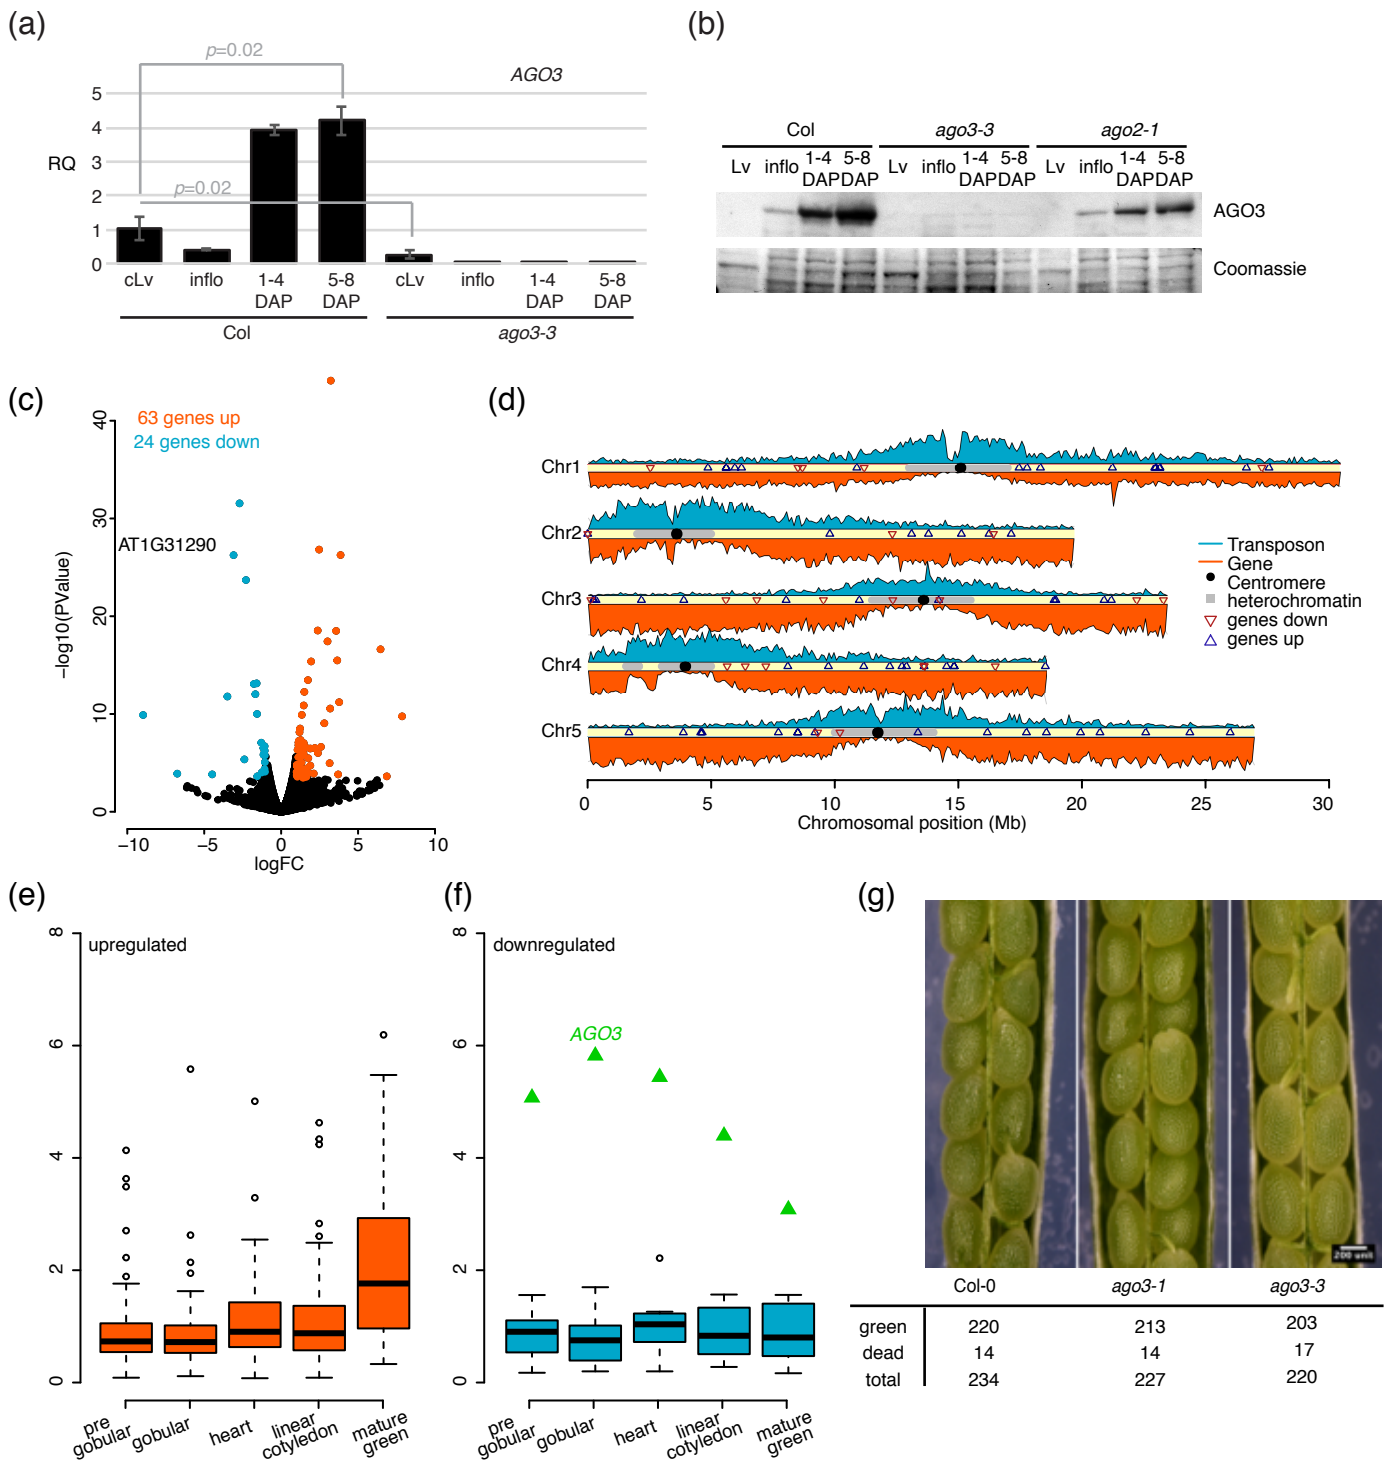 (a)
p=0.02
AGO3
5
4
3
RQ
p=0.02
2
1
0
cLv inflo 1-4 DAP 5-8 DAP cLv inflo 1-4 DAP 5-8 DAP
Col ago3-3
(b)
Col ago3-3 ago2-1
Lv inflo 1-4 DAP 5-8 DAP Lv inflo 1-4 DAP 5-8 DAP Lv inflo 1-4 DAP 5-8 DAP
AGO3
Coomassie
(c)
63 genes up
24 genes down
AT1G31290
-log10(PValue)
40
30
20
10
0
−10 −5 0 5 10
logFC
(d)
Chr1
Chr2
Chr3
Chr4
Chr5
Transposon
Gene
Centromere
heterochromatin
genes down
genes up
0 5 10 15 20 25 30
Chromosomal position (Mb)
(e)
upregulated
8
6
4
2
0
pre gobular
gobular
heart
linear cotyledon
mature green
(f)
downregulated
AGO3
8
6
4
2
0
pre gobular
gobular
heart
linear cotyledon
mature green
(g)
Col-0 ago3-1 ago3-3
green 220 213 203
dead 14 14 17
total 234 227 220